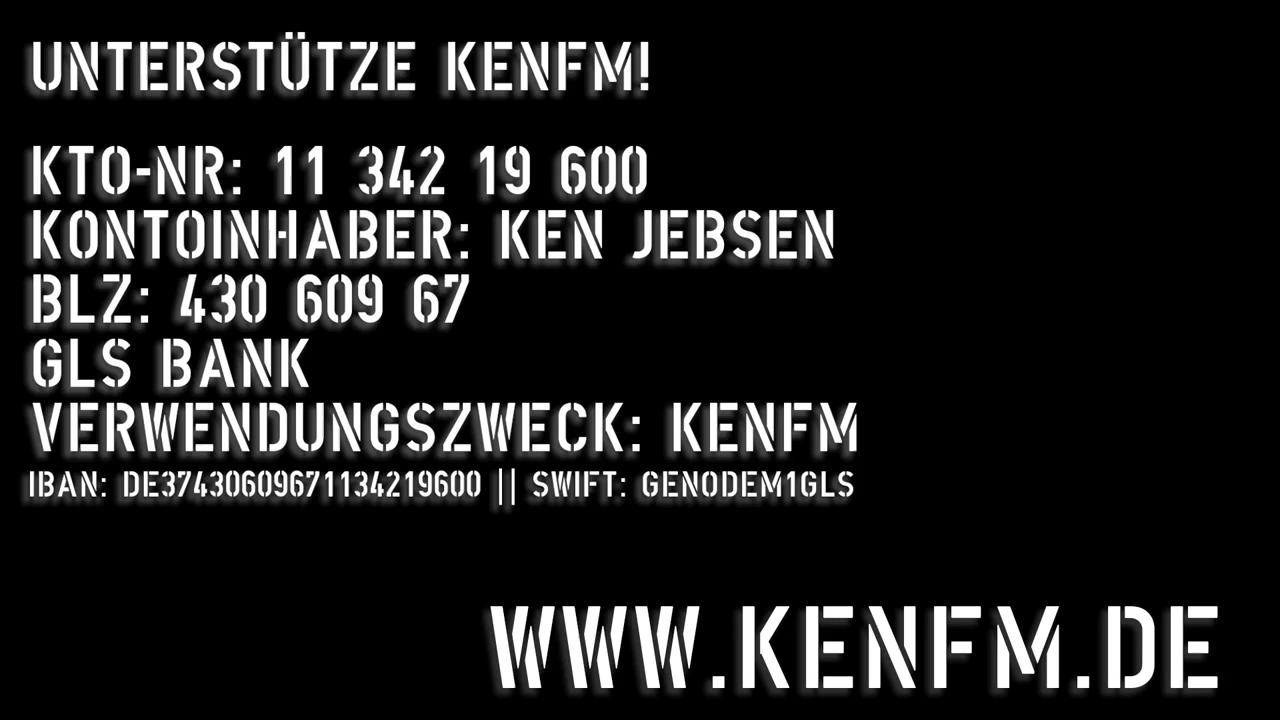 UNTERSTÜTZE KENFM!
KTO-NR: 11 342 19 600
KONTOINHABER: KEN JEBSEN
BLZ: 430 609 67
GLS BANK
VERWENDUNGSZWECK: KENFM
IBAN: DE37430609671134219600 || SWIFT: GENODEM1GLS
WWW.KENFM.DE